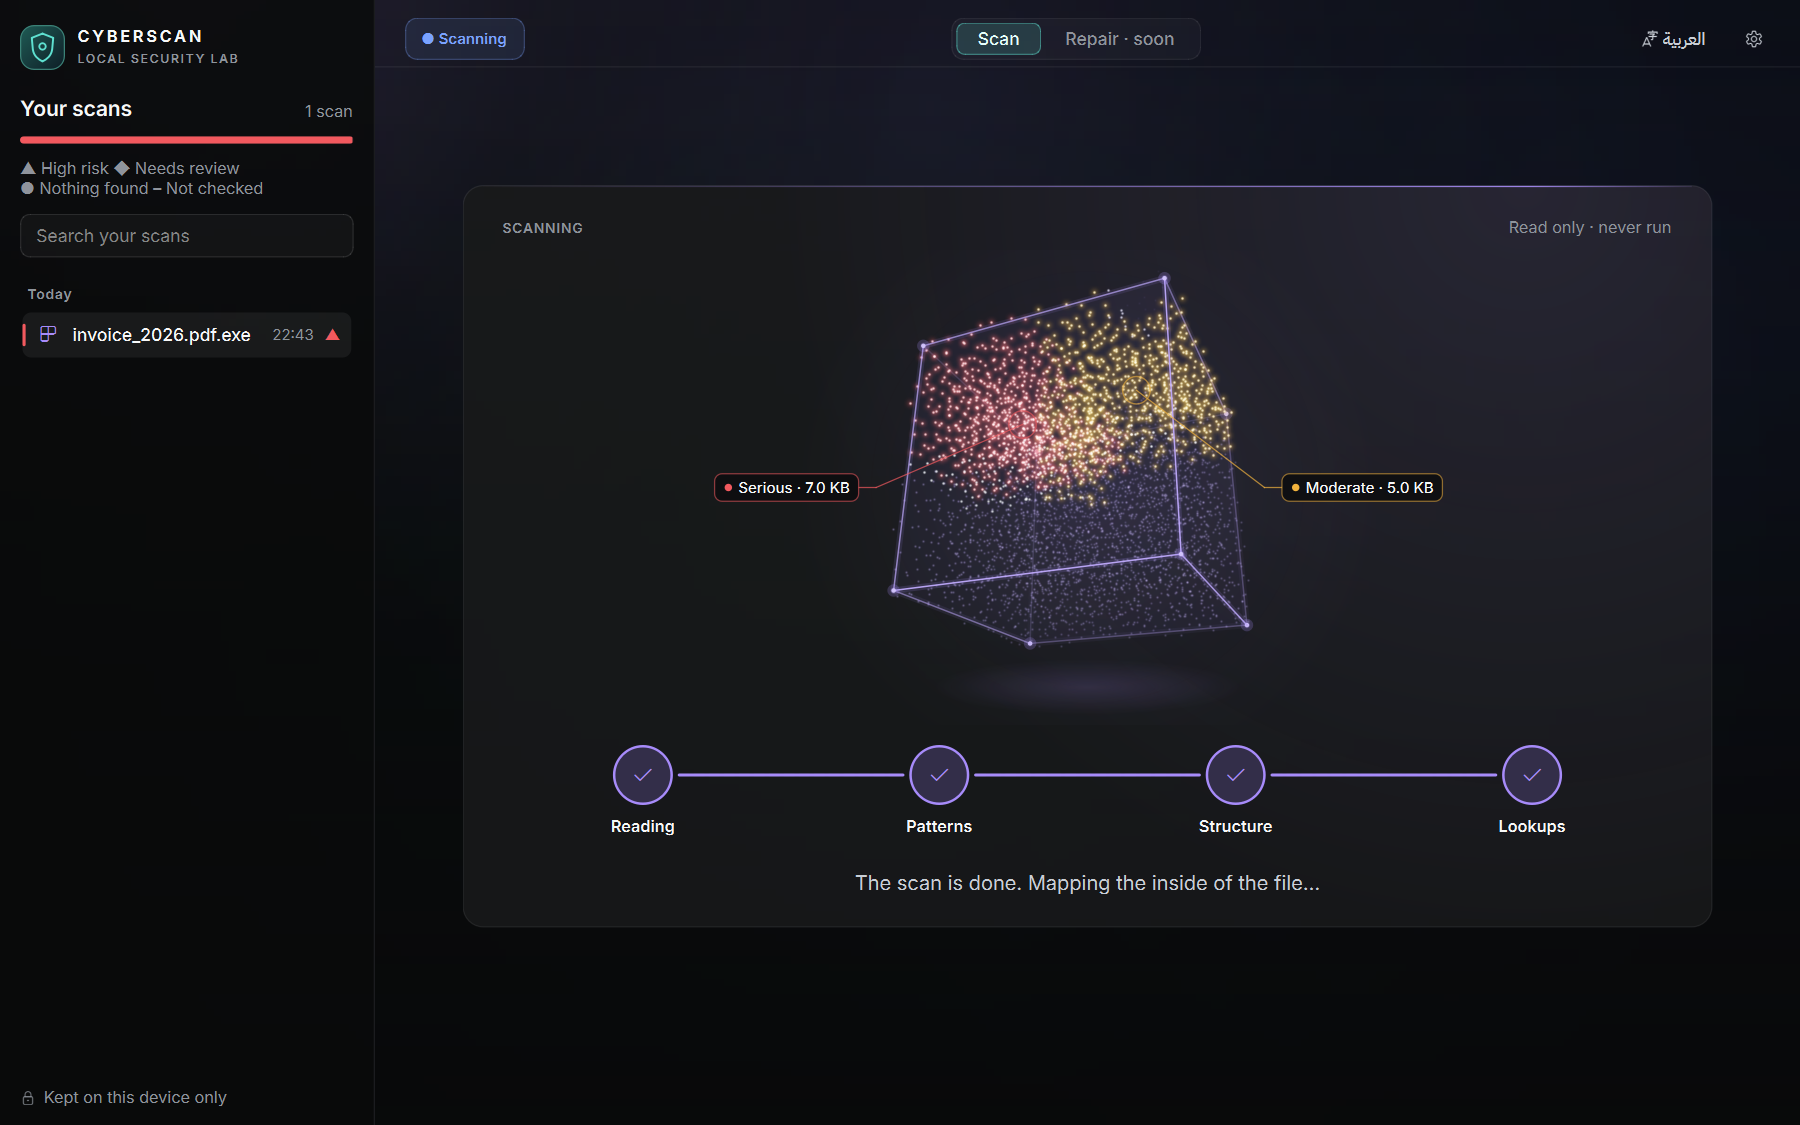 CYBERSCAN
LOCAL SECURITY LAB
Your scans
1 scan
High risk Needs review
Nothing found – Not checked
Search your scans
Today
invoice_2026.pdf.exe 22:43
Kept on this device only
Scanning
Scan
Repair · soon
العربية
SCANNING
Read only · never run
Serious · 7.0 KB
Moderate · 5.0 KB
Reading
Patterns
Structure
Lookups
The scan is done. Mapping the inside of the file...